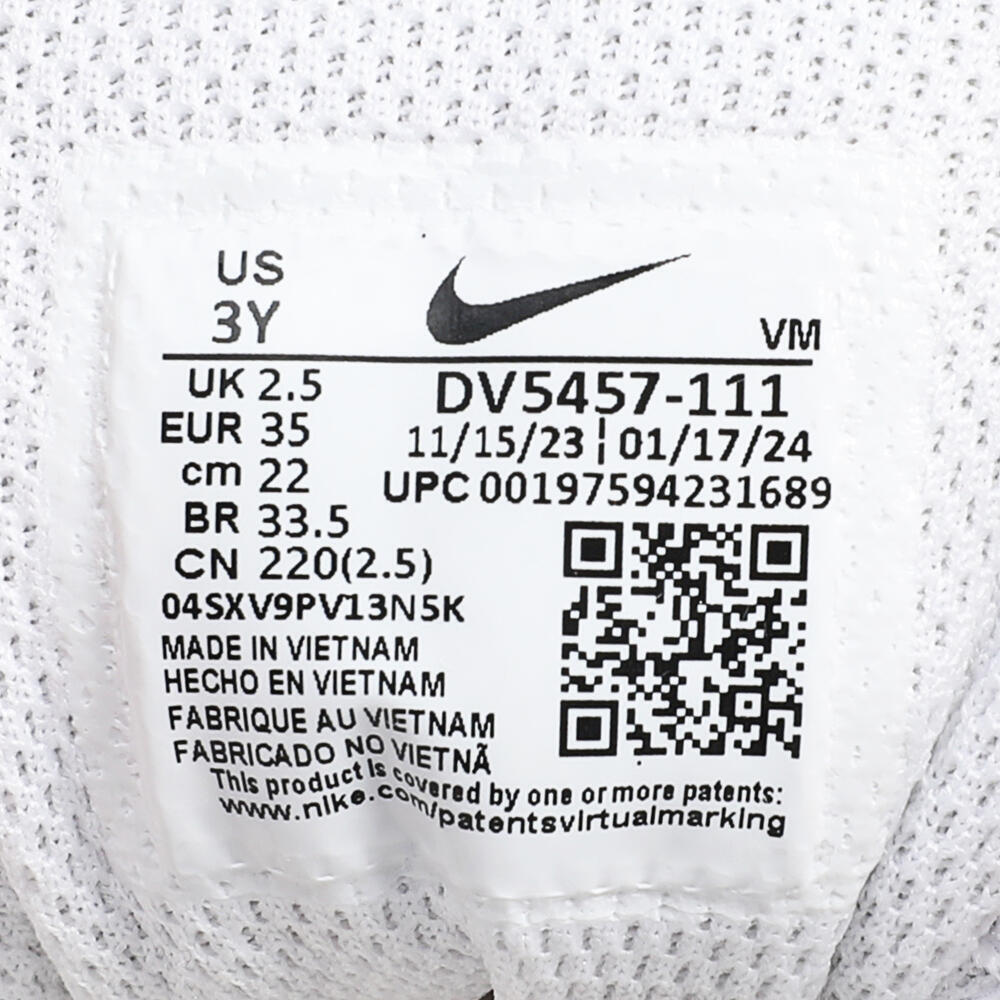 US
3Y
VM
UK 2.5
EUR 35
cm 22
BR 33.5
CN 220(2.5)
DV5457-111
11/15/23 | 01/17/24
UPC 00197594231689
04SXV9PV13N5K
MADE IN VIETNAM
HECHO EN VIETNAM
FABRIQUE AU VIETNAM
FABRICADO NO VIETNÃ
This product is covered by one or more patents:
www.nike.com/patentsvirtualmarking